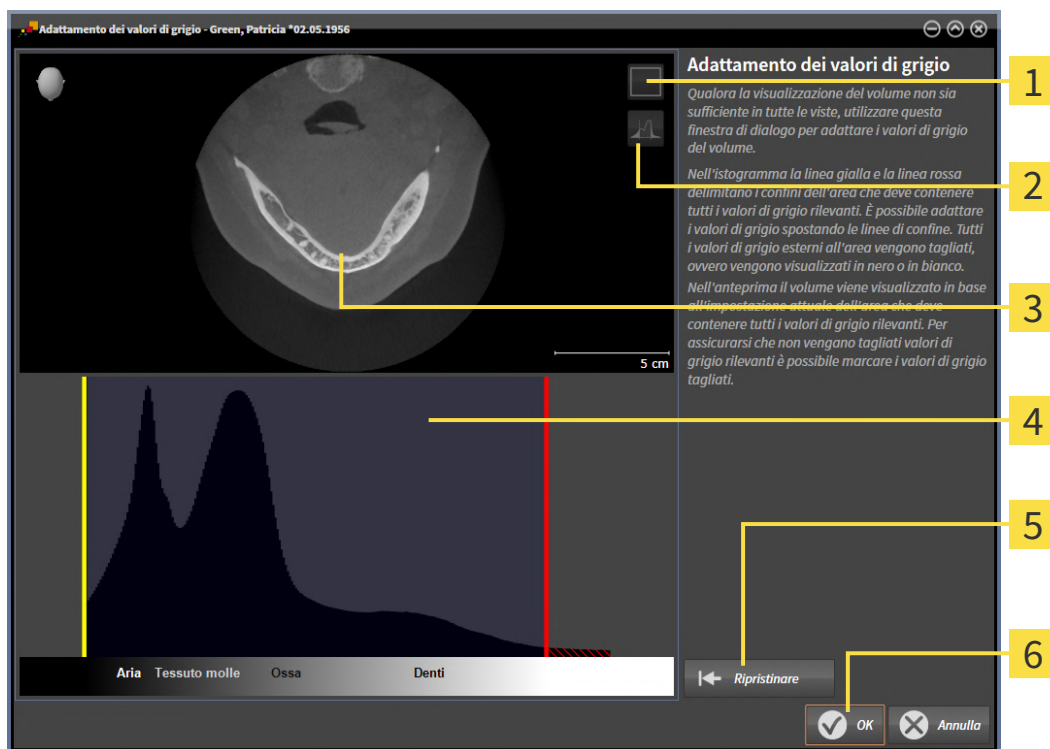 Adattamento dei valori di grigio - Green, Patricia *02.05.1956
Adattamento dei valori di grigio
Qualora la visualizzazione del volume non sia
sufficiente in tutte le viste, utilizzare questa
finestra di dialogo per adattare i valori di grigio
del volume.
Nell'istogramma la linea gialla e la linea rossa
delimitano i confini dell'area che deve contenere
tutti i valori di grigio rilevanti. È possibile adattare
i valori di grigio spostando le linee di confine. Tutti
i valori di grigio esterni all'area vengono tagliati,
ovvero vengono visualizzati in nero o in bianco.
Nell'anteprima il volume viene visualizzato in base
all'impostazione attuale dell'area che deve
contenere tutti i valori di grigio rilevanti. Per
assicurarsi che non vengano tagliati valori di
grigio rilevanti è possibile marcare i valori di grigio
tagliati.
5 cm
Aria Tessuto molle Ossa Denti
Ripristinare
OK Annulla
1
2
3
4
5
6